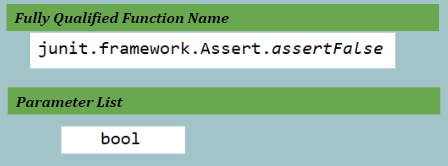 Fully Qualified Function Name
junit.framework.Assert.assertFalse
Parameter List
bool